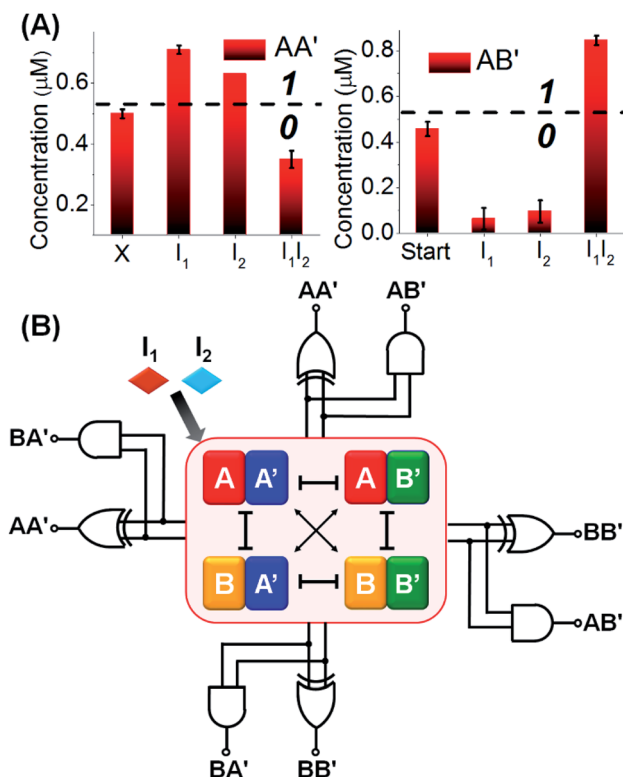 (A)
Concentration (μM)
0.6
0.4
0.2
AA'
1
0
X I₁ I₂ I₁I₂
Concentration (μM)
0.8
0.6
0.4
0.2
0.0
AB'
1
0
Start I₁ I₂ I₁I₂
(B)
AA' AB'
I₁ I₂
BA'
AA'
A A' A B'
B A' B B'
BB'
AB'
BA' BB'